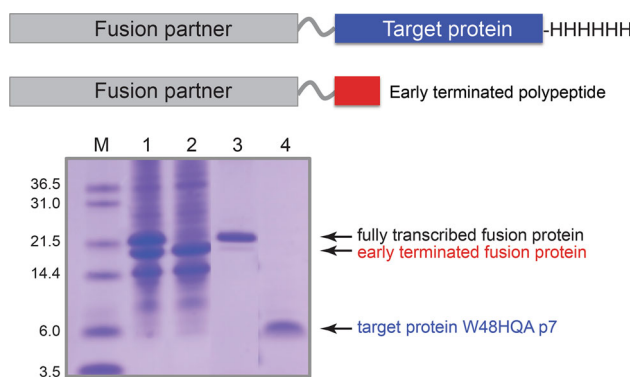 Fusion partner
Target protein
-HHHHHH
Fusion partner
Early terminated polypeptide
M 1 2 3 4
36.5
31.0
21.5
14.4
6.0
3.5
fully transcribed fusion protein
early terminated fusion protein
target protein W48HQA p7